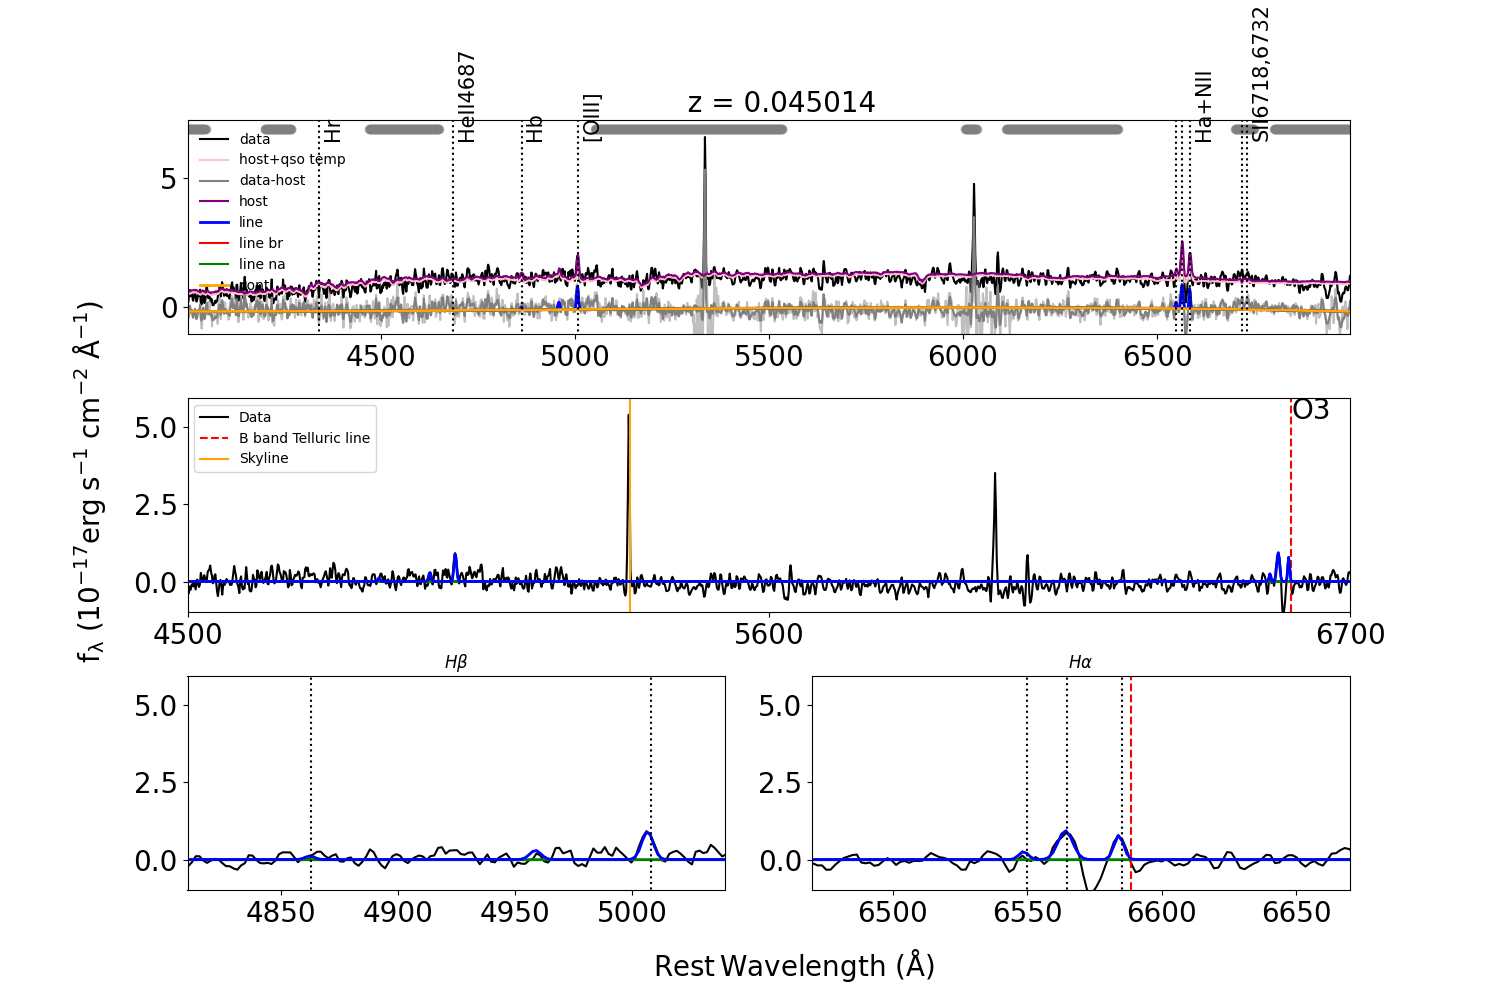 z = 0.045014
Hr
HeII4687
Hb
[OIII]
Ha+NII
SII6718,6732
data
host+qso temp
data-host
host
line
line br
line na
conti
5
0
4500
5000
5500
6000
6500
fλ (10−17erg s−1 cm−2 Å−1)
Data
B band Telluric line
Skyline
O3
5.0
2.5
0.0
4500
5600
6700
Hβ
5.0
2.5
0.0
4850
4900
4950
5000
Hα
5.0
2.5
0.0
6500
6550
6600
6650
Rest Wavelength (Å)